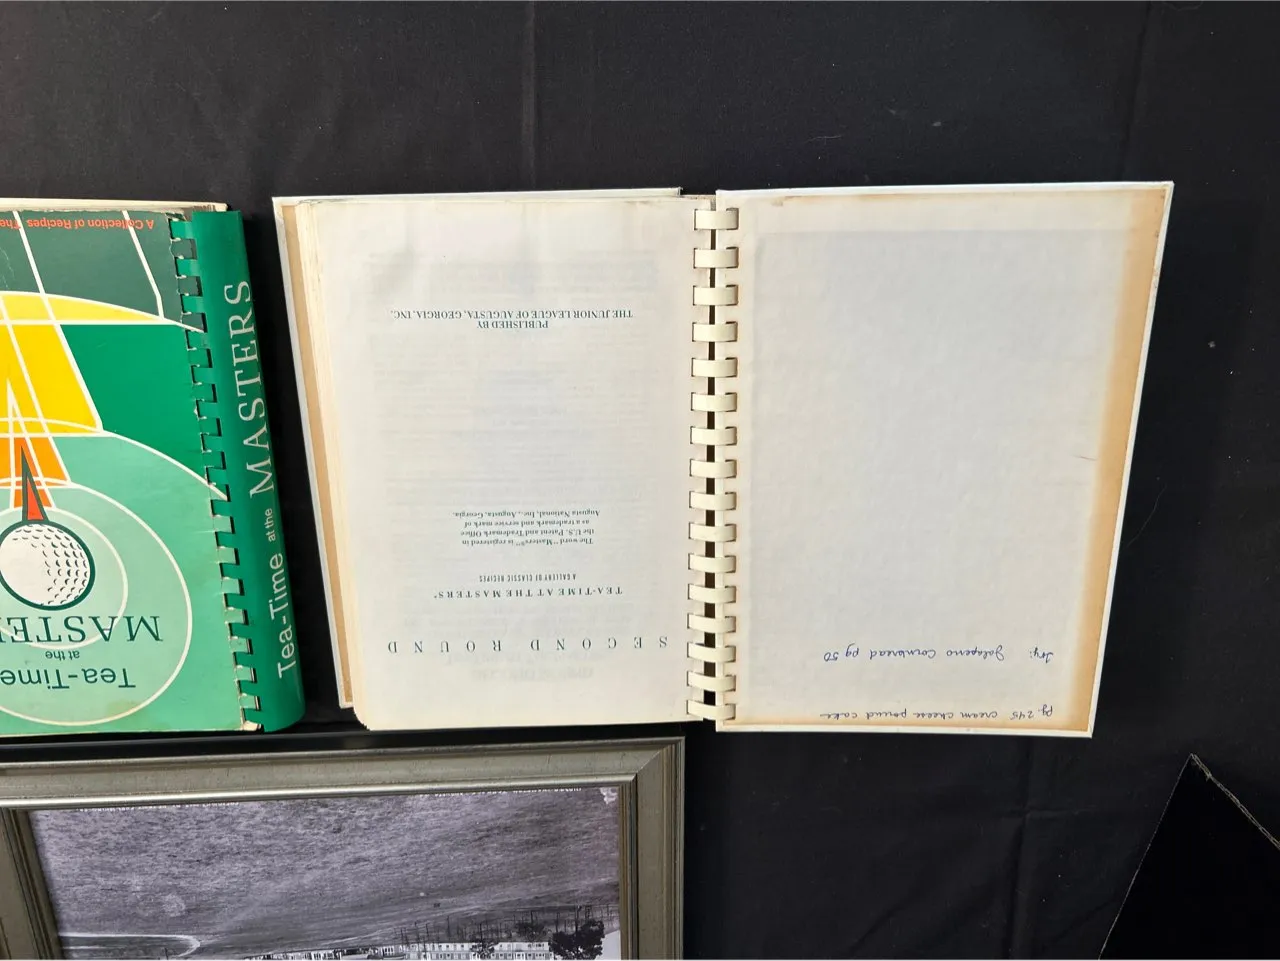 Tea-Time
at the
MASTE
A Collection of Recipes The
Tea-Time at the MASTERS
pg. 245 cream cheese pound cake
Try: Jalapeno Cornbread pg 50
SECOND ROUND
TEA-TIME AT THE MASTERS®
A GALLERY OF CLASSIC RECIPES
The word "Masters®" is registered in
the U.S. Patent and Trademark Office
as a trademark and service mark of
Augusta National, Inc., Augusta, Georgia.
PUBLISHED BY
THE JUNIOR LEAGUE OF AUGUSTA, GEORGIA, INC.